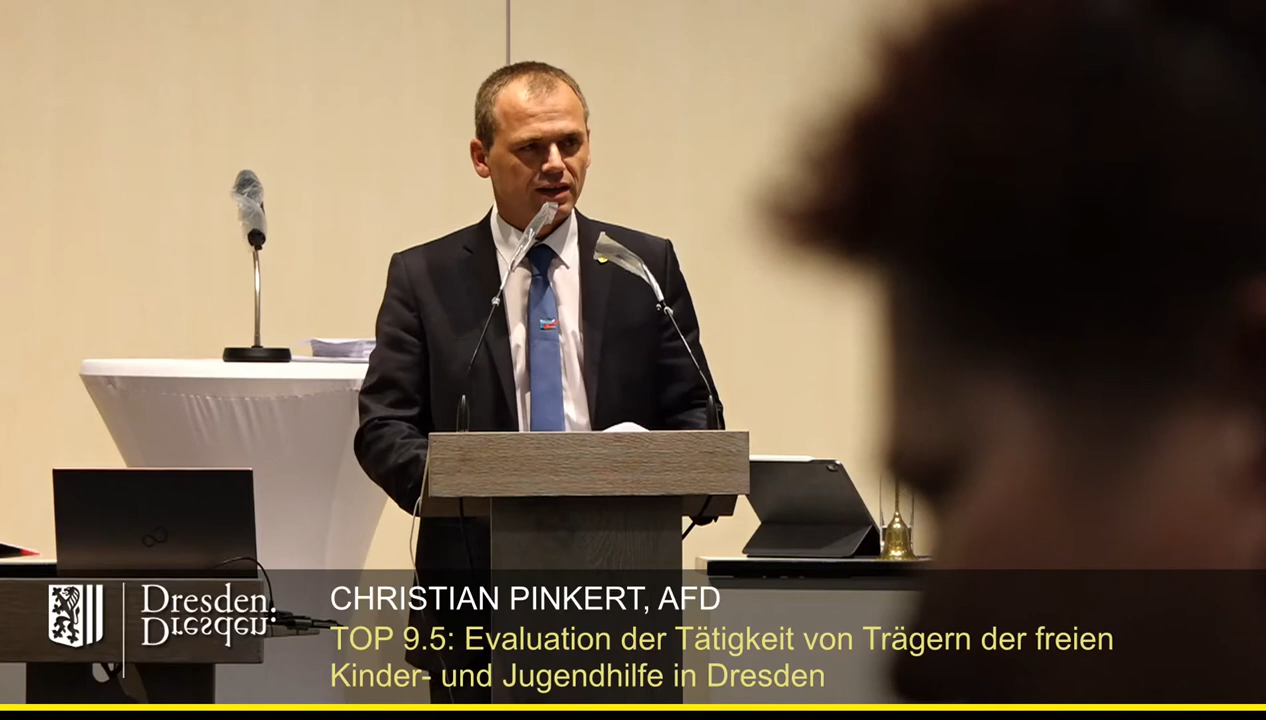 Dresden.
Dresden.
CHRISTIAN PINKERT, AFD
TOP 9.5: Evaluation der Tätigkeit von Trägern der freien
Kinder- und Jugendhilfe in Dresden